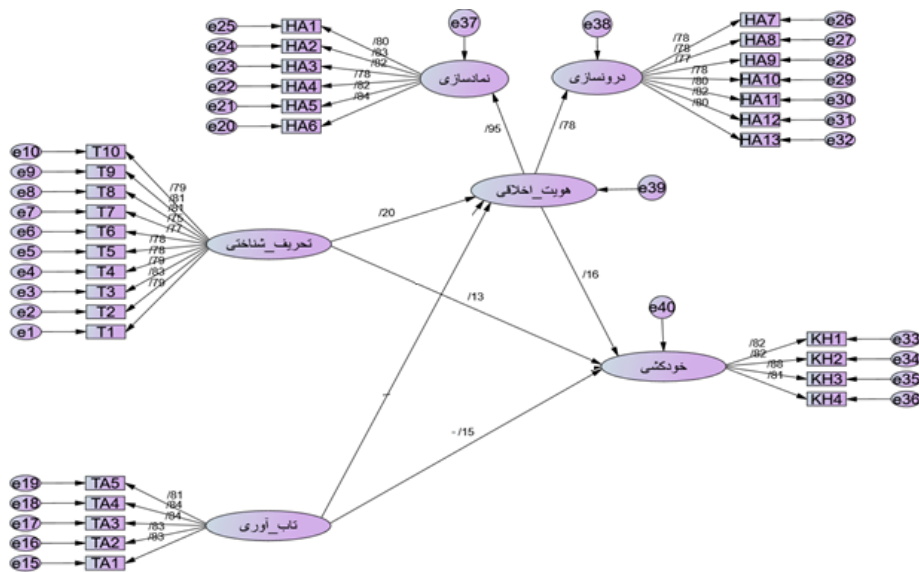 e25 HA1 /80
e24 HA2 /83
e23 HA3 /82
e22 HA4 /78
e21 HA5 /82
e20 HA6 /84
e37
نمادسازی
e38
درونسازی
/78 HA7 e26
/78 HA8 e27
/77 HA9 e28
/78 HA10 e29
/80 HA11 e30
/82 HA12 e31
/80 HA13 e32
/95
/78
هویت_اخلاقی
e39
e10 T10 /79
e9 T9 /81
e8 T8 /81
e7 T7 /75
e6 T6 /77
e5 T5 /78
e4 T4 /78
e3 T3 /79
e2 T2 /83
e1 T1 /79
تحریف_شناختی
/20
/13
/16
e40
خودکشی
/82 KH1 e33
/82 KH2 e34
/88 KH3 e35
/81 KH4 e36
- /15
e19 TA5 /81
e18 TA4 /84
e17 TA3 /84
e16 TA2 /83
e15 TA1 /83
تاب_آوری